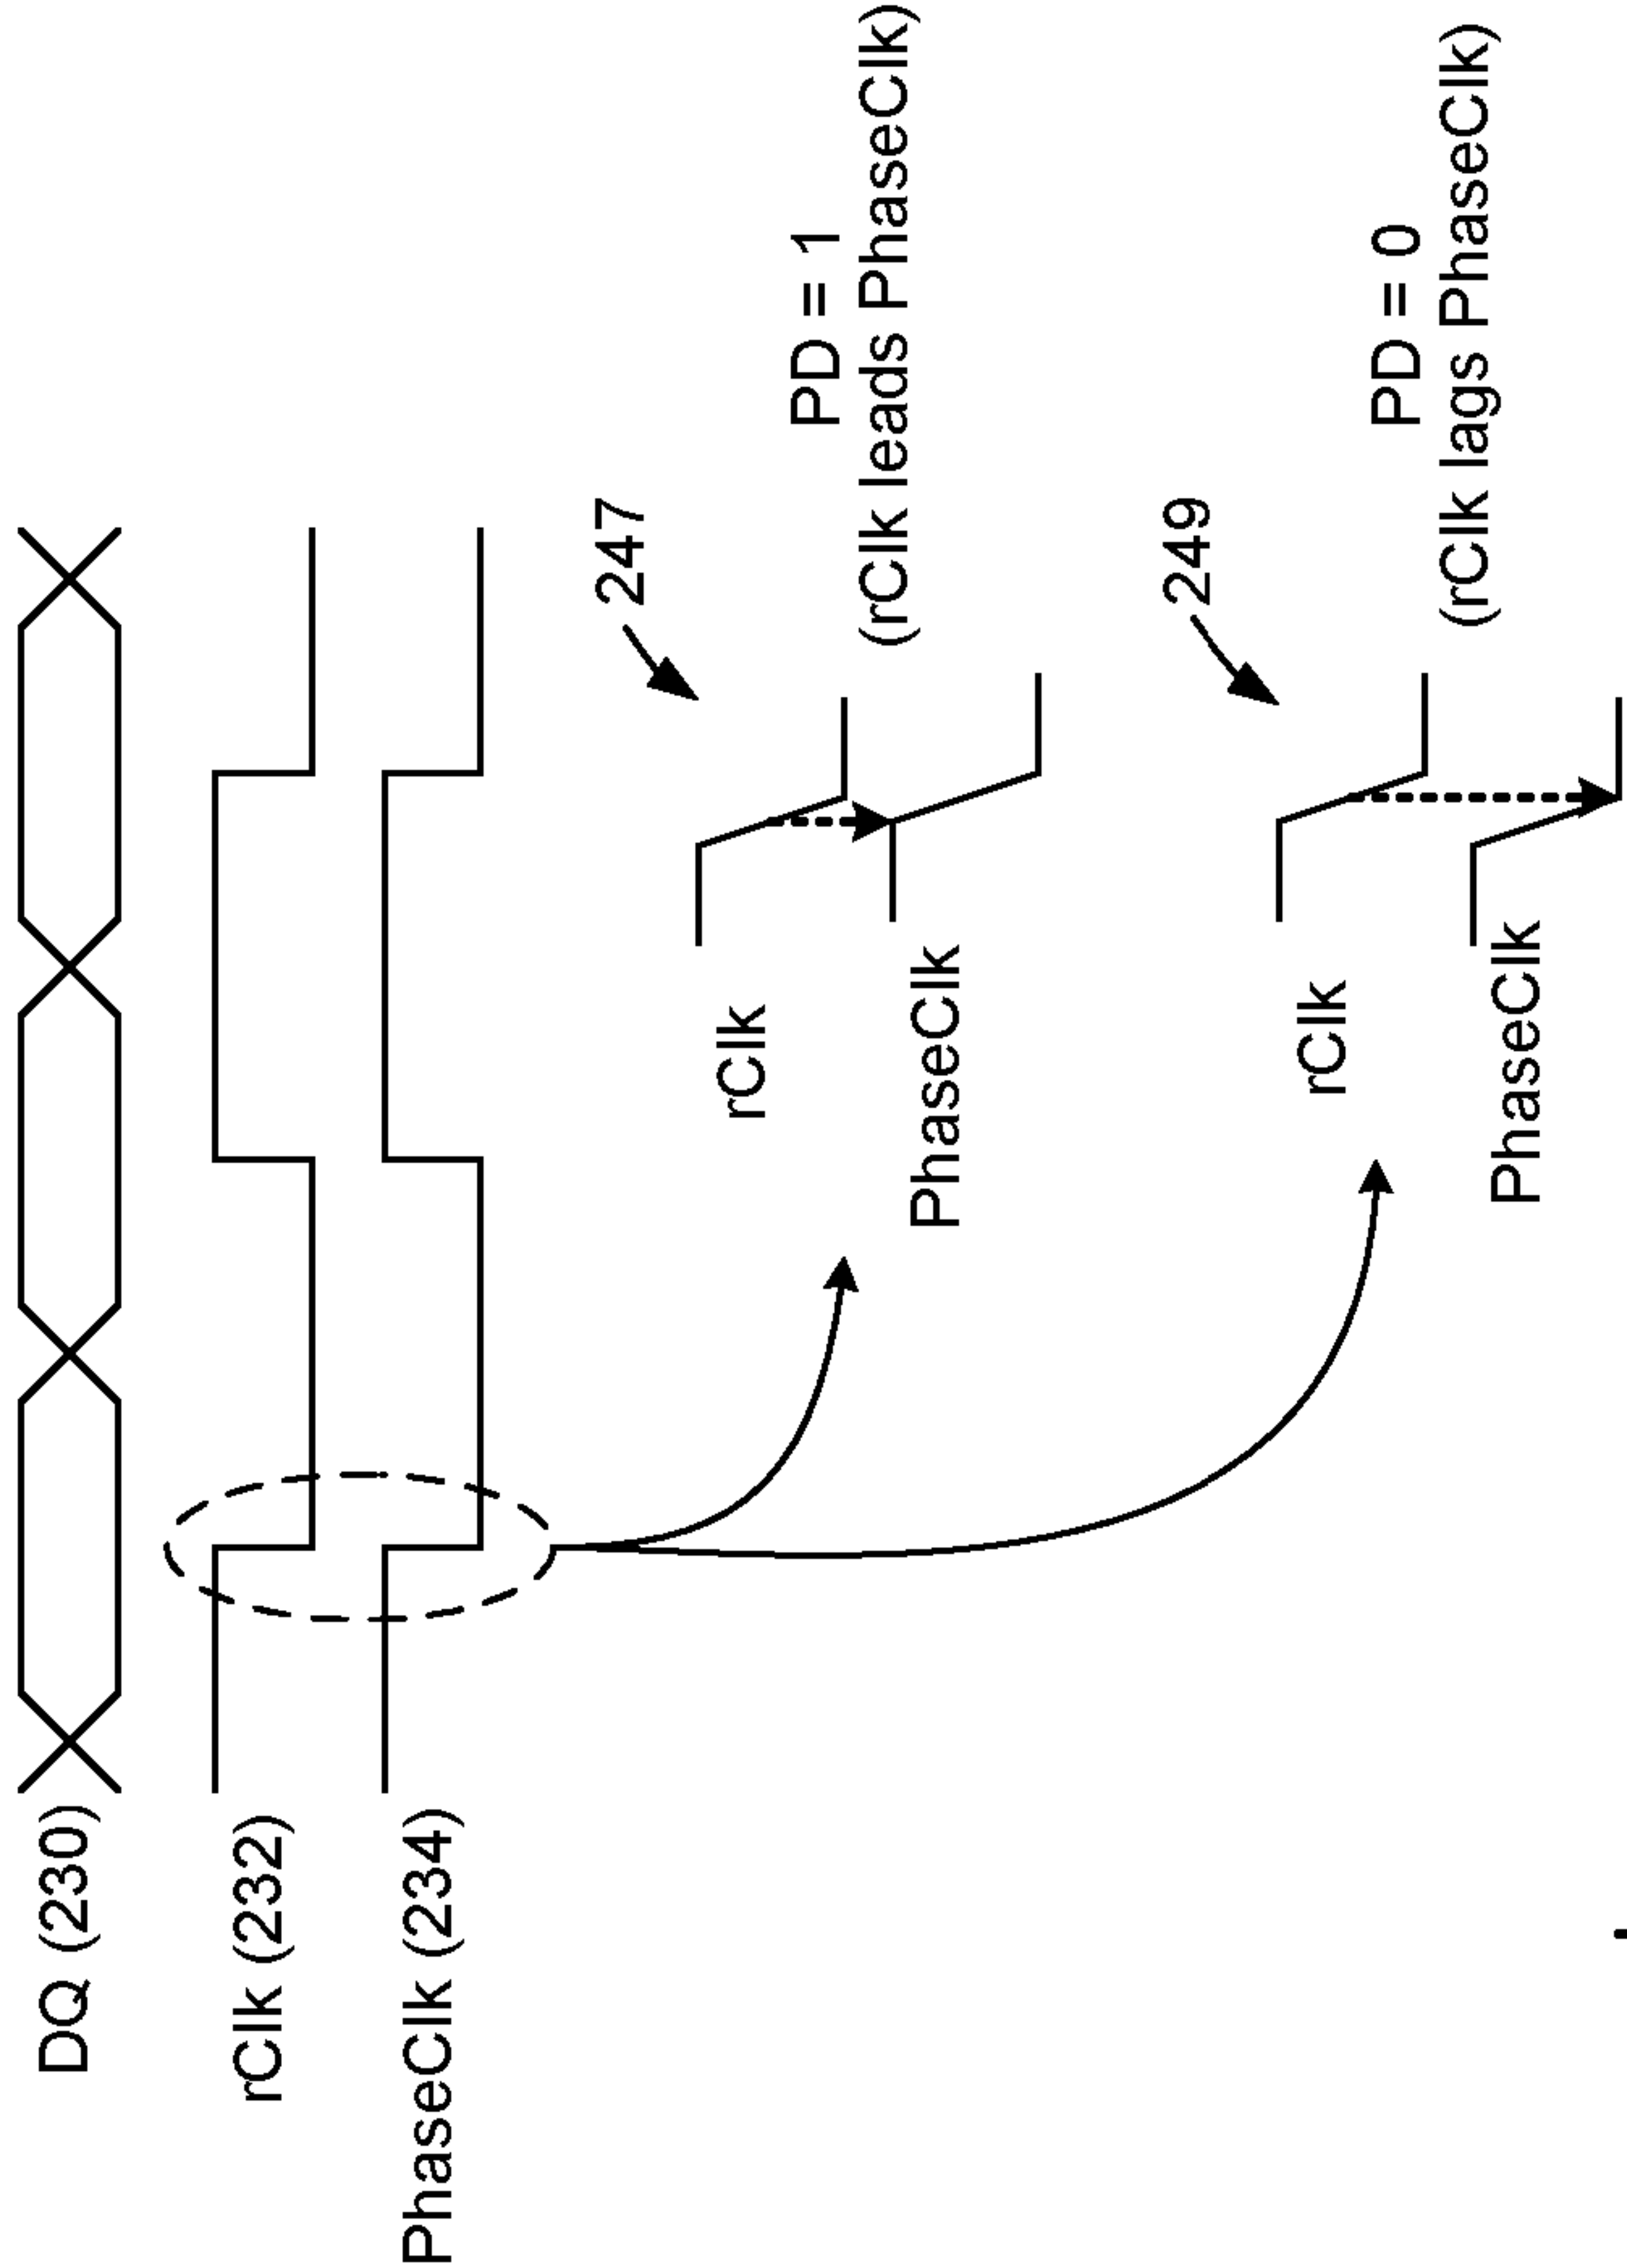 DQ (230)
rClk (232)
PhaseClk (234)
247
rClk
PD = 1
(rClk leads PhaseClk)
PhaseClk
249
rClk
PD = 0
(rClk lags PhaseClk)
PhaseClk